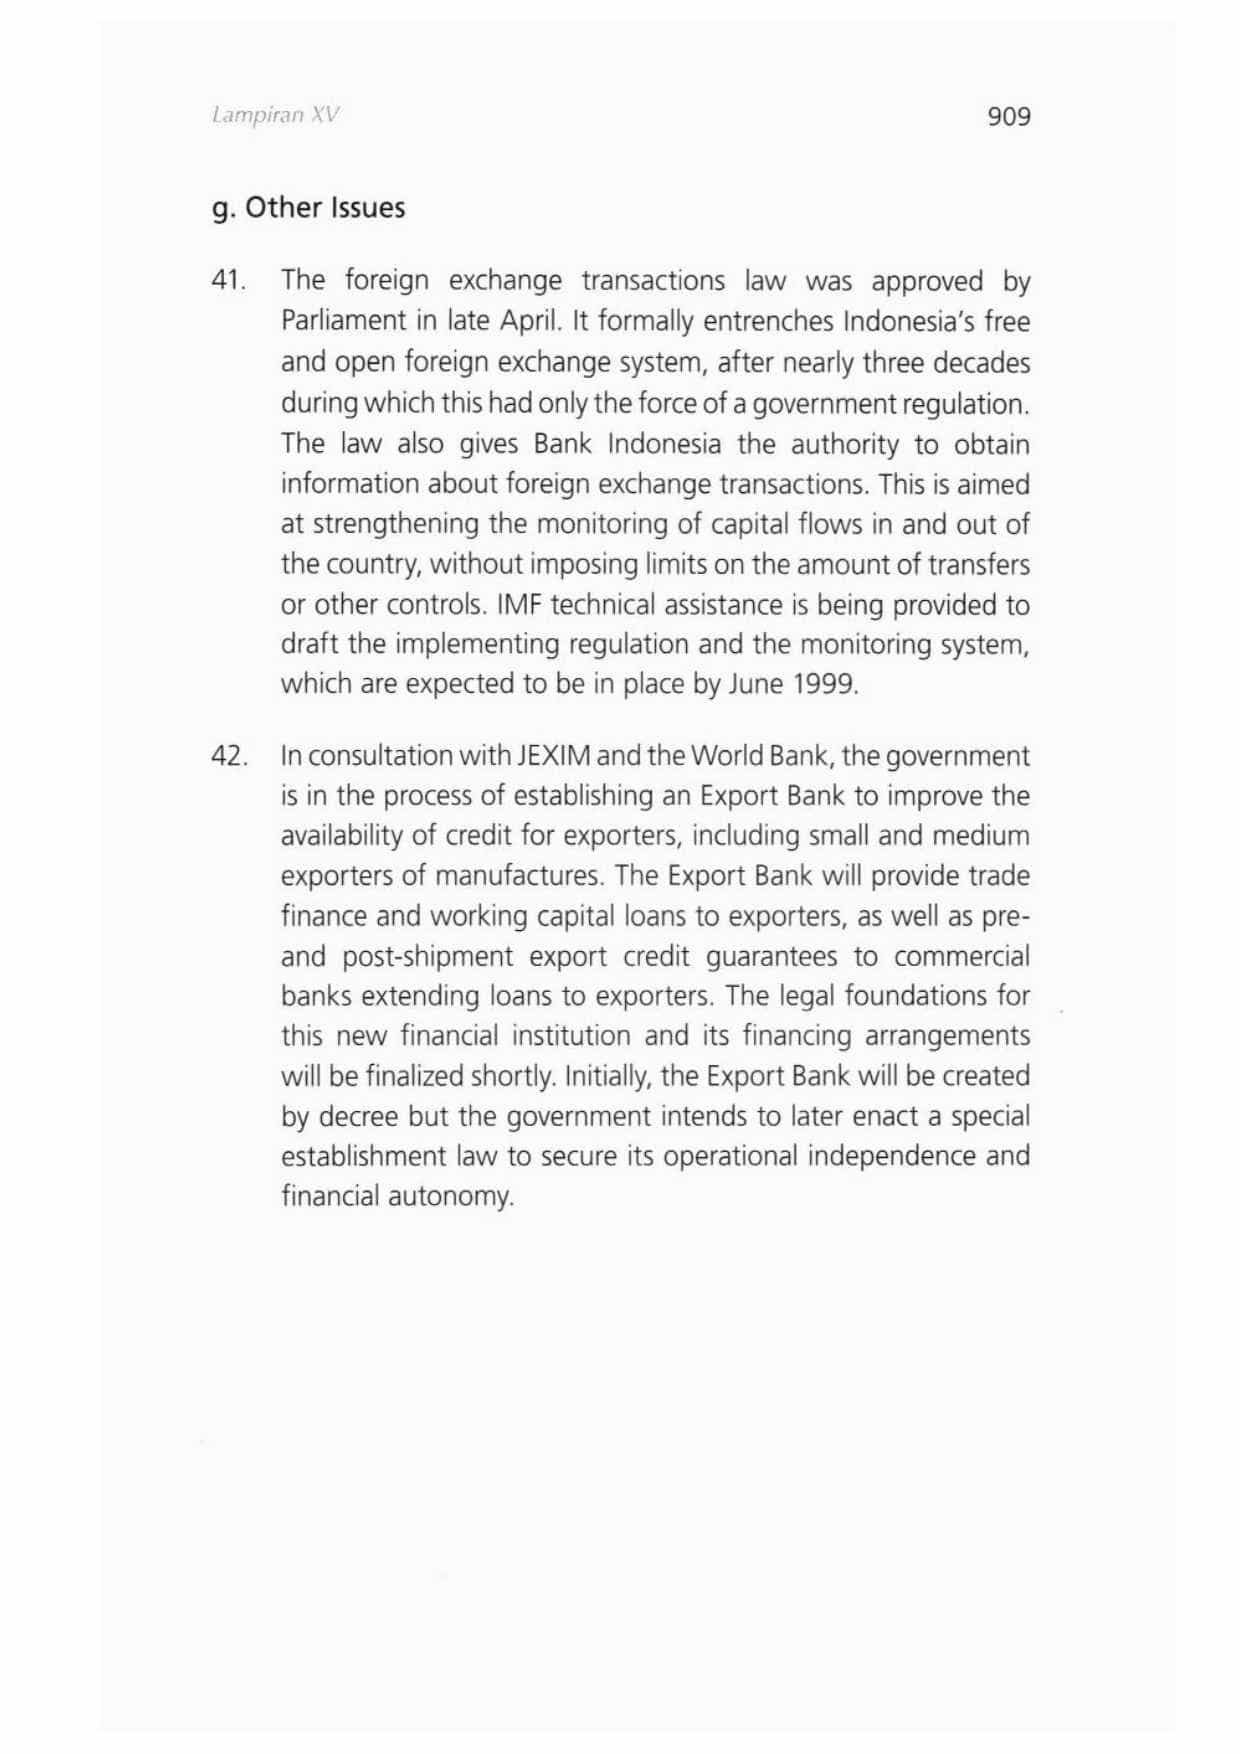 Lampiran XV 909
g. Other Issues
41. The foreign exchange transactions law was approved by
Parliament in late April. It formally entrenches Indonesia's free
and open foreign exchange system, after nearly three decades
during which this had only the force of a government regulation.
The law also gives Bank Indonesia the authority to obtain
information about foreign exchange transactions. This is aimed
at strengthening the monitoring of capital flows in and out of
the country, without imposing limits on the amount of transfers
or other controls. IMF technical assistance is being provided to
draft the implementing regulation and the monitoring system,
which are expected to be in place by June 1999.
42. In consultation with JEXIM and the World Bank, the government
is in the process of establishing an Export Bank to improve the
availability of credit for exporters, including small and medium
exporters of manufactures. The Export Bank will provide trade
finance and working capital loans to exporters, as well as pre-
and post-shipment export credit guarantees to commercial
banks extending loans to exporters. The legal foundations for
this new financial institution and its financing arrangements
will be finalized shortly. Initially, the Export Bank will be created
by decree but the government intends to later enact a special
establishment law to secure its operational independence and
financial autonomy.